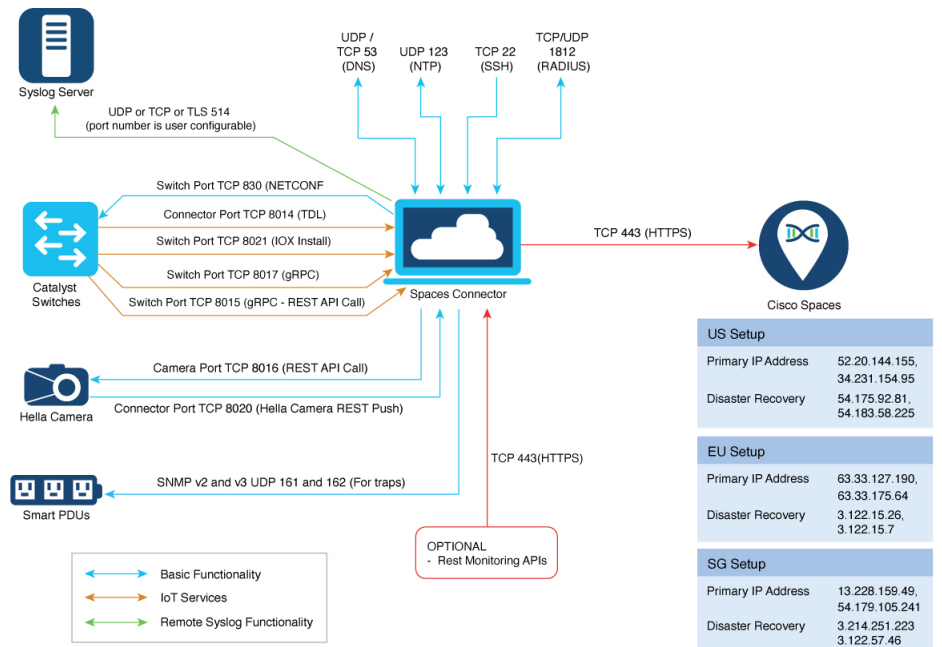 UDP /
TCP 53
(DNS)
UDP 123
(NTP)
TCP 22
(SSH)
TCP/UDP
1812
(RADIUS)
Syslog Server
UDP or TCP or TLS 514
(port number is user configurable)
Switch Port TCP 830 (NETCONF
Connector Port TCP 8014 (TDL)
Switch Port TCP 8021 (IOX Install)
Switch Port TCP 8017 (gRPC)
Switch Port TCP 8015 (gRPC - REST API Call)
Catalyst
Switches
Spaces Connector
TCP 443 (HTTPS)
Cisco Spaces
Camera Port TCP 8016 (REST API Call)
Connector Port TCP 8020 (Hella Camera REST Push)
Hella Camera
TCP 443(HTTPS)
SNMP v2 and v3 UDP 161 and 162 (For traps)
Smart PDUs
OPTIONAL
- Rest Monitoring APIs
Basic Functionality
IoT Services
Remote Syslog Functionality
US Setup
Primary IP Address 52.20.144.155,
34.231.154.95
Disaster Recovery 54.175.92.81,
54.183.58.225
EU Setup
Primary IP Address 63.33.127.190,
63.33.175.64
Disaster Recovery 3.122.15.26,
3.122.15.7
SG Setup
Primary IP Address 13.228.159.49,
54.179.105.241
Disaster Recovery 3.214.251.223
3.122.57.46